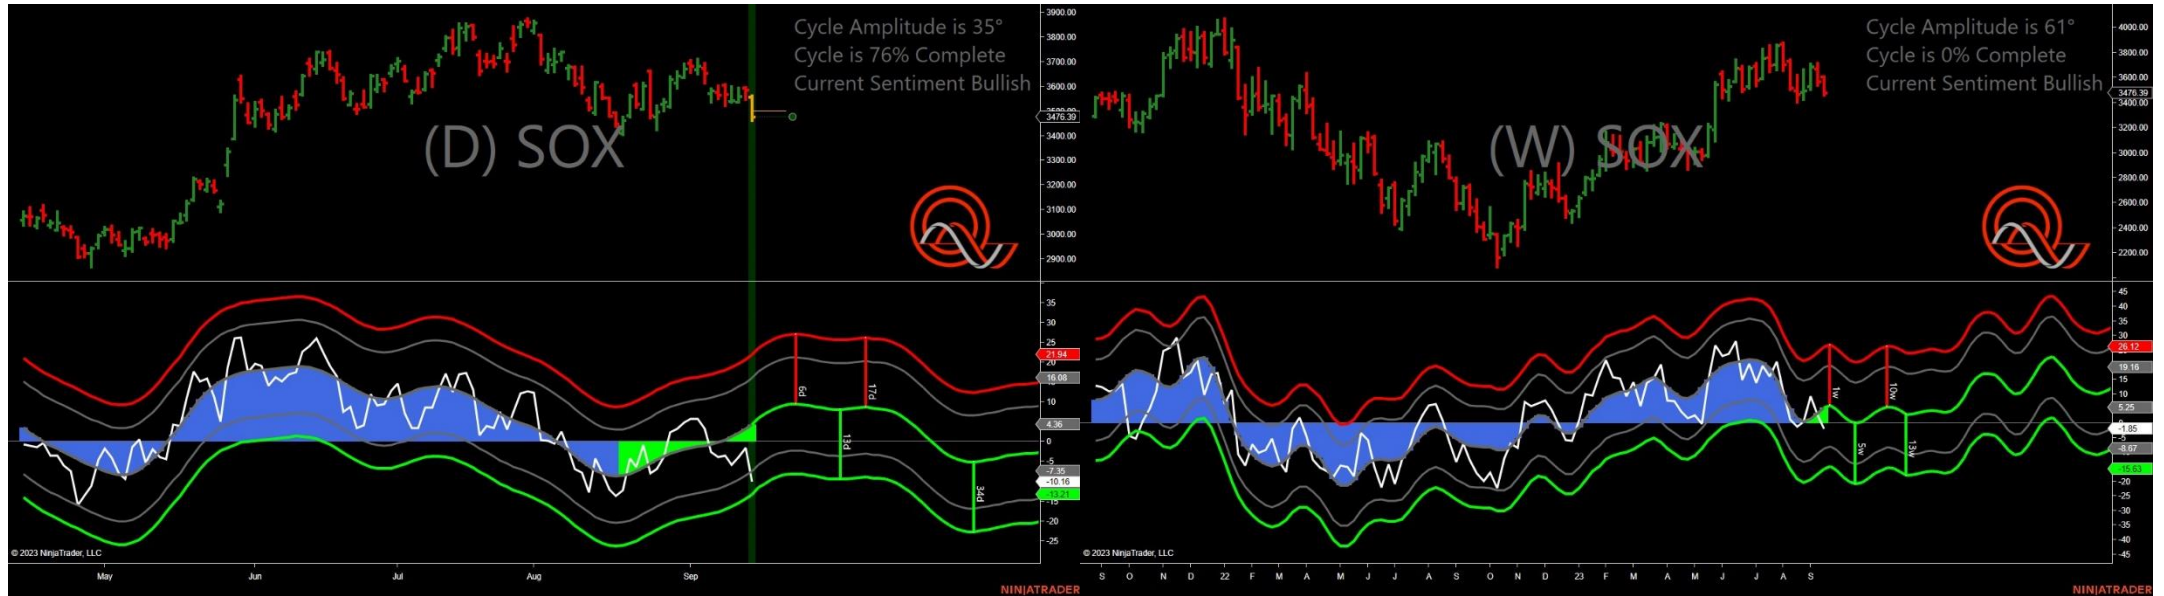 Cycle Amplitude is 35°
Cycle is 76% Complete
Current Sentiment Bullish
(D) SOX
3900.00
3800.00
3700.00
3600.00
3476.39
3400.00
3300.00
3200.00
3100.00
3000.00
2900.00
35
30
25
21.94
16.08
10
4.36
0
-5
-7.35
-10.16
-13.21
-20
-25
6d
17d
13d
34d
© 2023 NinjaTrader, LLC
May Jun Jul Aug Sep
NINJATRADER
Cycle Amplitude is 61°
Cycle is 0% Complete
Current Sentiment Bullish
(W) SOX
4000.00
3800.00
3600.00
3476.39
3400.00
3200.00
3000.00
2800.00
2600.00
2400.00
2200.00
45
40
35
30
26.12
19.16
15
10
5.25
-1.85
-5
-8.67
-15.63
-20
-25
-30
-35
-40
-45
1w
10w
5w
13w
© 2023 NinjaTrader, LLC
S O N D 22 F M A M J J A S O N D 23 F M A M J J A S
NINJATRADER